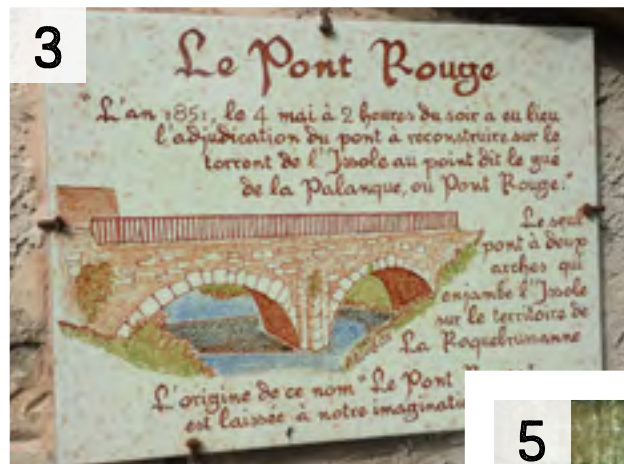 3
Le Pont Rouge
"L'an 1851, le 4 mai à 2 heures du soir a eu lieu
l'adjudication du pont à reconstruire sur le
torrent de l'Issole au point dit le gué
de la Palanque, ou Pont Rouge."
Le seul
pont à deux
arches qui
enjambe l'Issole
sur le territoire de
La Roquebrussanne
L'origine de ce nom "Le Pont
est laissée à notre
5